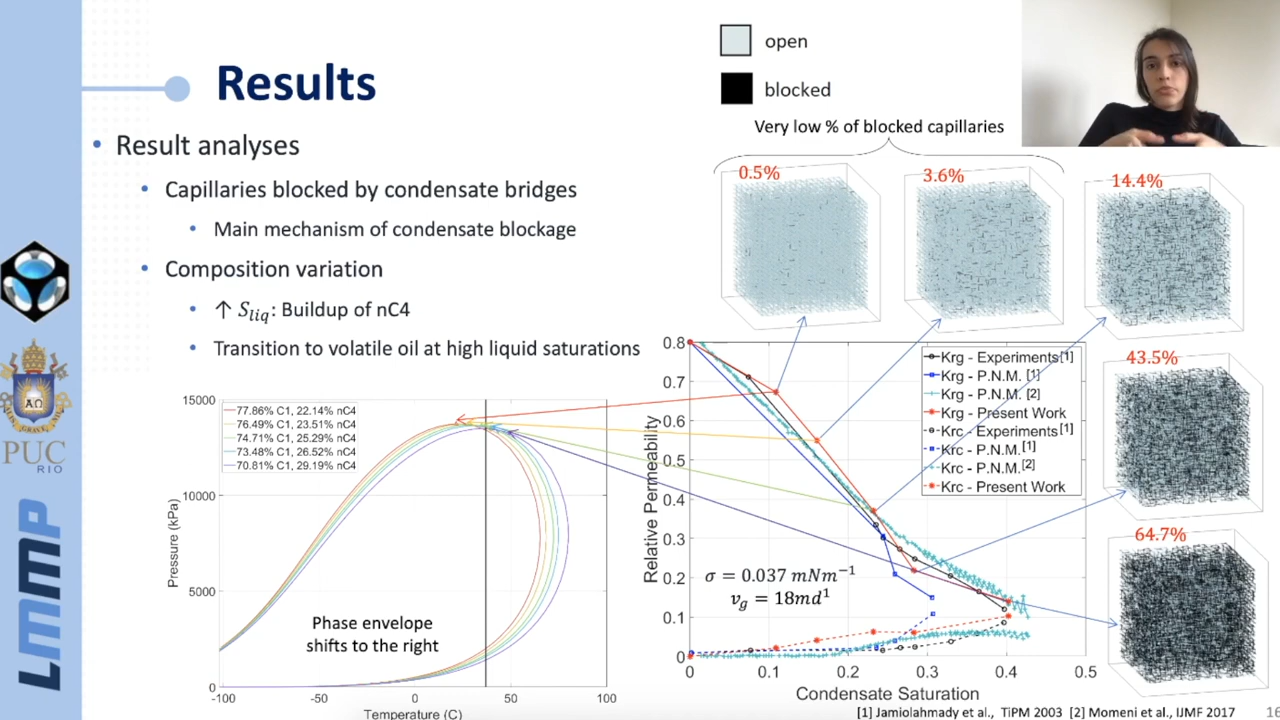 Results
• Result analyses
• Capillaries blocked by condensate bridges
• Main mechanism of condensate blockage
• Composition variation
• ↑ S_liq: Buildup of nC4
• Transition to volatile oil at high liquid saturations
open
blocked
Very low % of blocked capillaries
0.5%
3.6%
14.4%
43.5%
64.7%
15000
10000
5000
0
Pressure (kPa)
77.86% C1, 22.14% nC4
76.49% C1, 23.51% nC4
74.71% C1, 25.29% nC4
73.48% C1, 26.52% nC4
70.81% C1, 29.19% nC4
Phase envelope
shifts to the right
-100
-50
0
50
100
Temperature (C)
0.8
0.7
0.6
0.5
0.4
0.3
0.2
0.1
0
Relative Permeability
Krg - Experiments[1]
Krg - P.N.M. [1]
Krg - P.N.M. [2]
Krg - Present Work
Krc - Experiments[1]
Krc - P.N.M.[1]
Krc - P.N.M.[2]
Krc - Present Work
σ = 0.037 mNm⁻¹
v_g = 18md¹
0
0.1
0.2
0.3
0.4
0.5
Condensate Saturation
[1] Jamiolahmady et al., TiPM 2003 [2] Momeni et al., IJMF 2017
16
PUC
RIO
LMMP